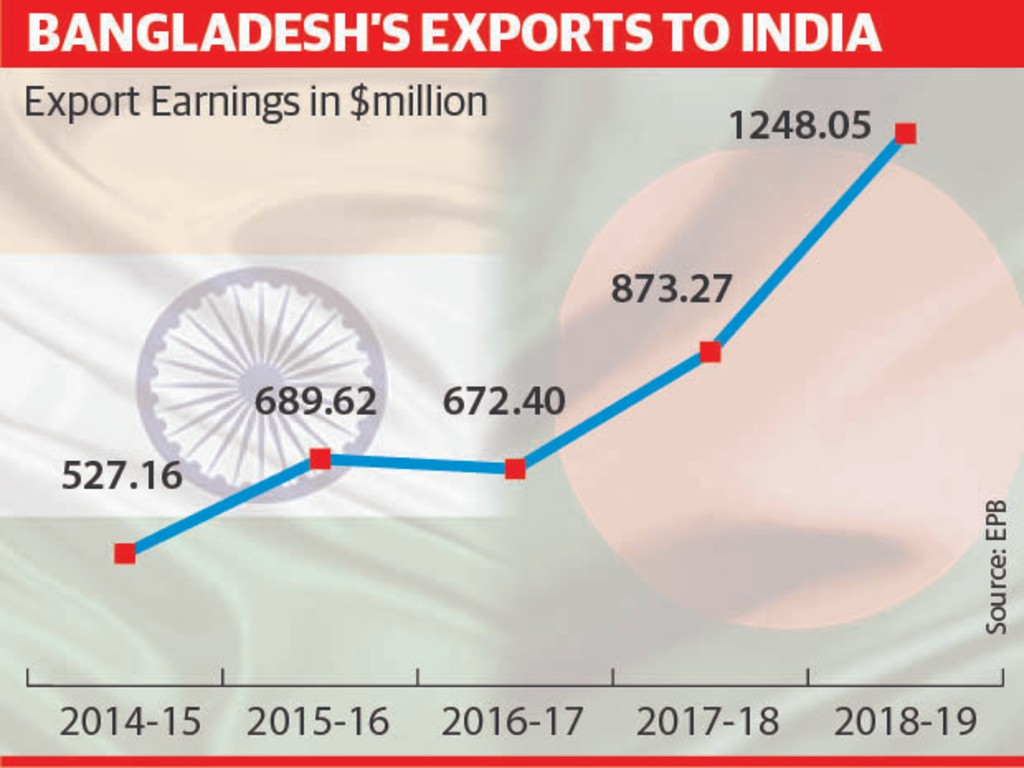 BANGLADESH'S EXPORTS TO INDIA
Export Earnings in $million
1248.05
873.27
689.62
672.40
527.16
Source: EPB
2014-15 2015-16 2016-17 2017-18 2018-19